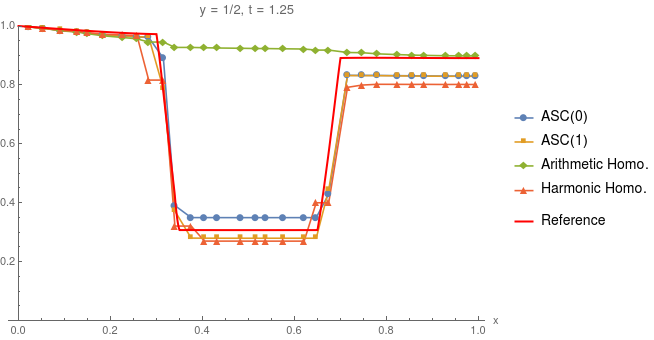 y = 1/2, t = 1.25
1.0
0.8
0.6
0.4
0.2
0.0
0.2
0.4
0.6
0.8
1.0
x
ASC(0)
ASC(1)
Arithmetic Homo.
Harmonic Homo.
Reference